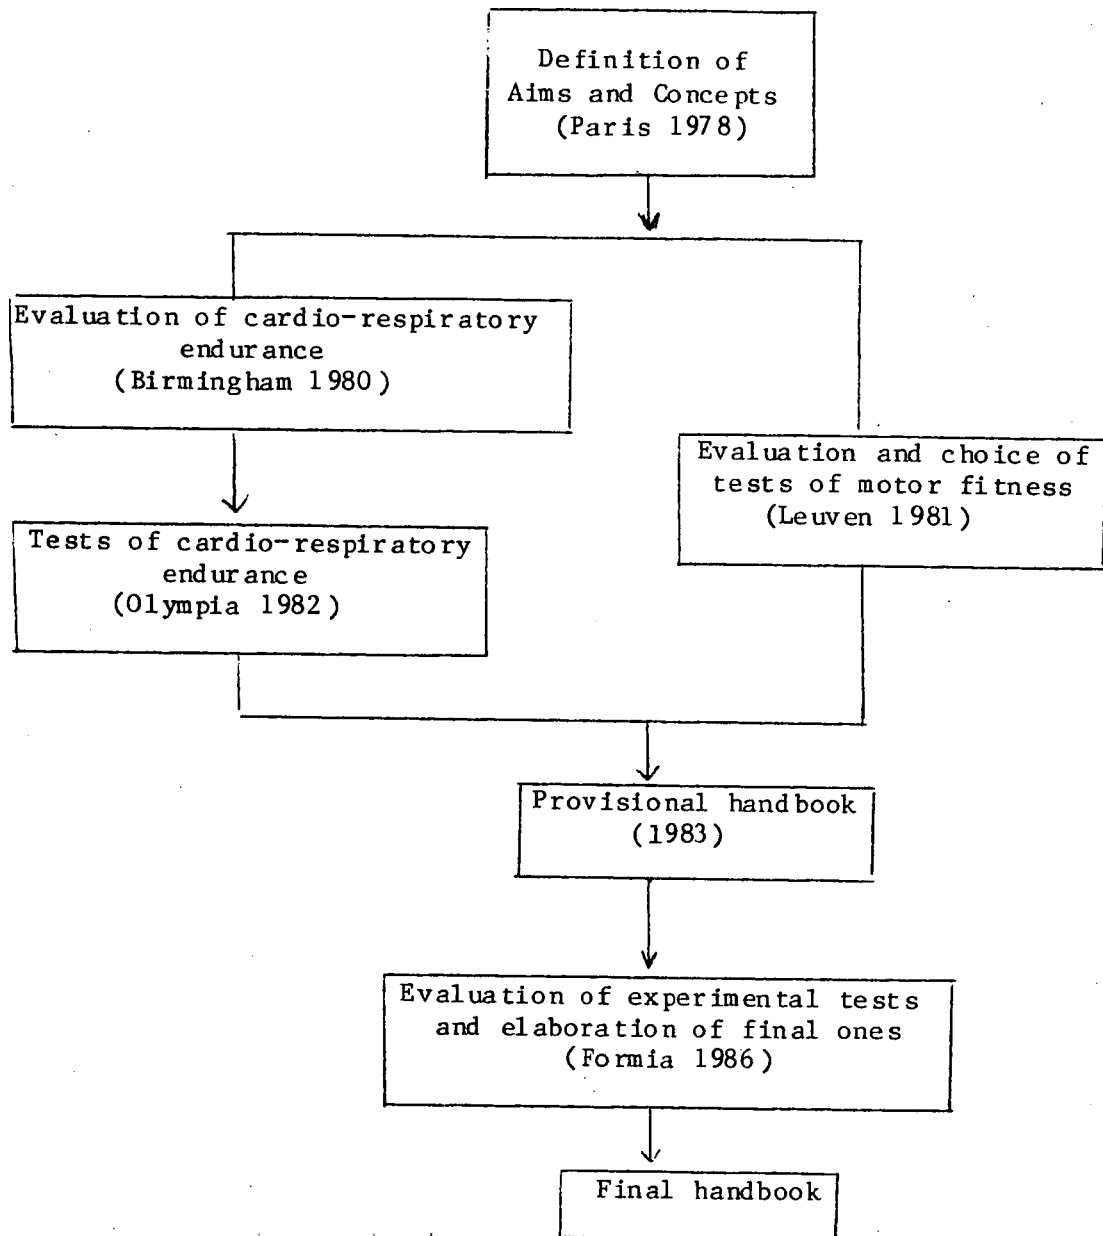 Definition of
Aims and Concepts
(Paris 1978)
Evaluation of cardio-respiratory
endurance
(Birmingham 1980)
Evaluation and choice of
tests of motor fitness
(Leuven 1981)
Tests of cardio-respiratory
endurance
(Olympia 1982)
Provisional handbook
(1983)
Evaluation of experimental tests
and elaboration of final ones
(Formia 1986)
Final handbook